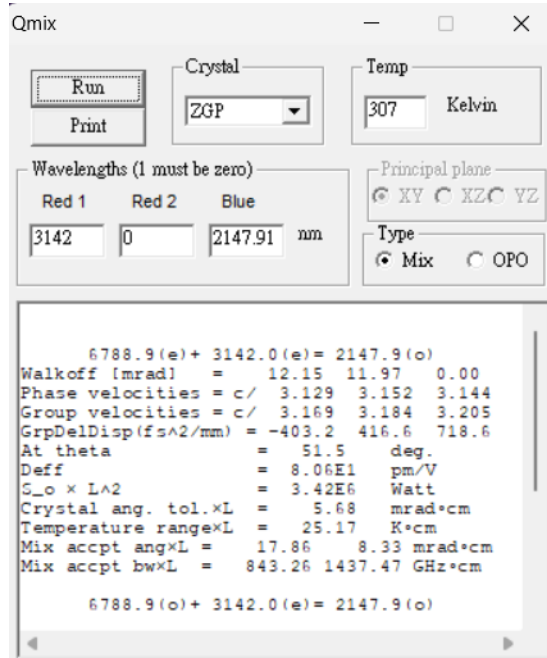 Qmix
Run
Print
Crystal
ZGP
Temp
307 Kelvin
Wavelengths (1 must be zero)
Red 1 Red 2 Blue
3142 0 2147.91 nm
Principal plane
XY XZ YZ
Type
Mix OPO
6788.9(e)+ 3142.0(e)= 2147.9(o)
Walkoff [mrad] = 12.15 11.97 0.00
Phase velocities = c/ 3.129 3.152 3.144
Group velocities = c/ 3.169 3.184 3.205
GrpDelDisp(fs^2/mm) = -403.2 416.6 718.6
At theta = 51.5 deg.
Deff = 8.06E1 pm/V
S_o × L^2 = 3.42E6 Watt
Crystal ang. tol.×L = 5.68 mrad∘cm
Temperature range×L = 25.17 K∘cm
Mix accpt ang×L = 17.86 8.33 mrad∘cm
Mix accpt bw×L = 843.26 1437.47 GHz∘cm
6788.9(o)+ 3142.0(e)= 2147.9(o)